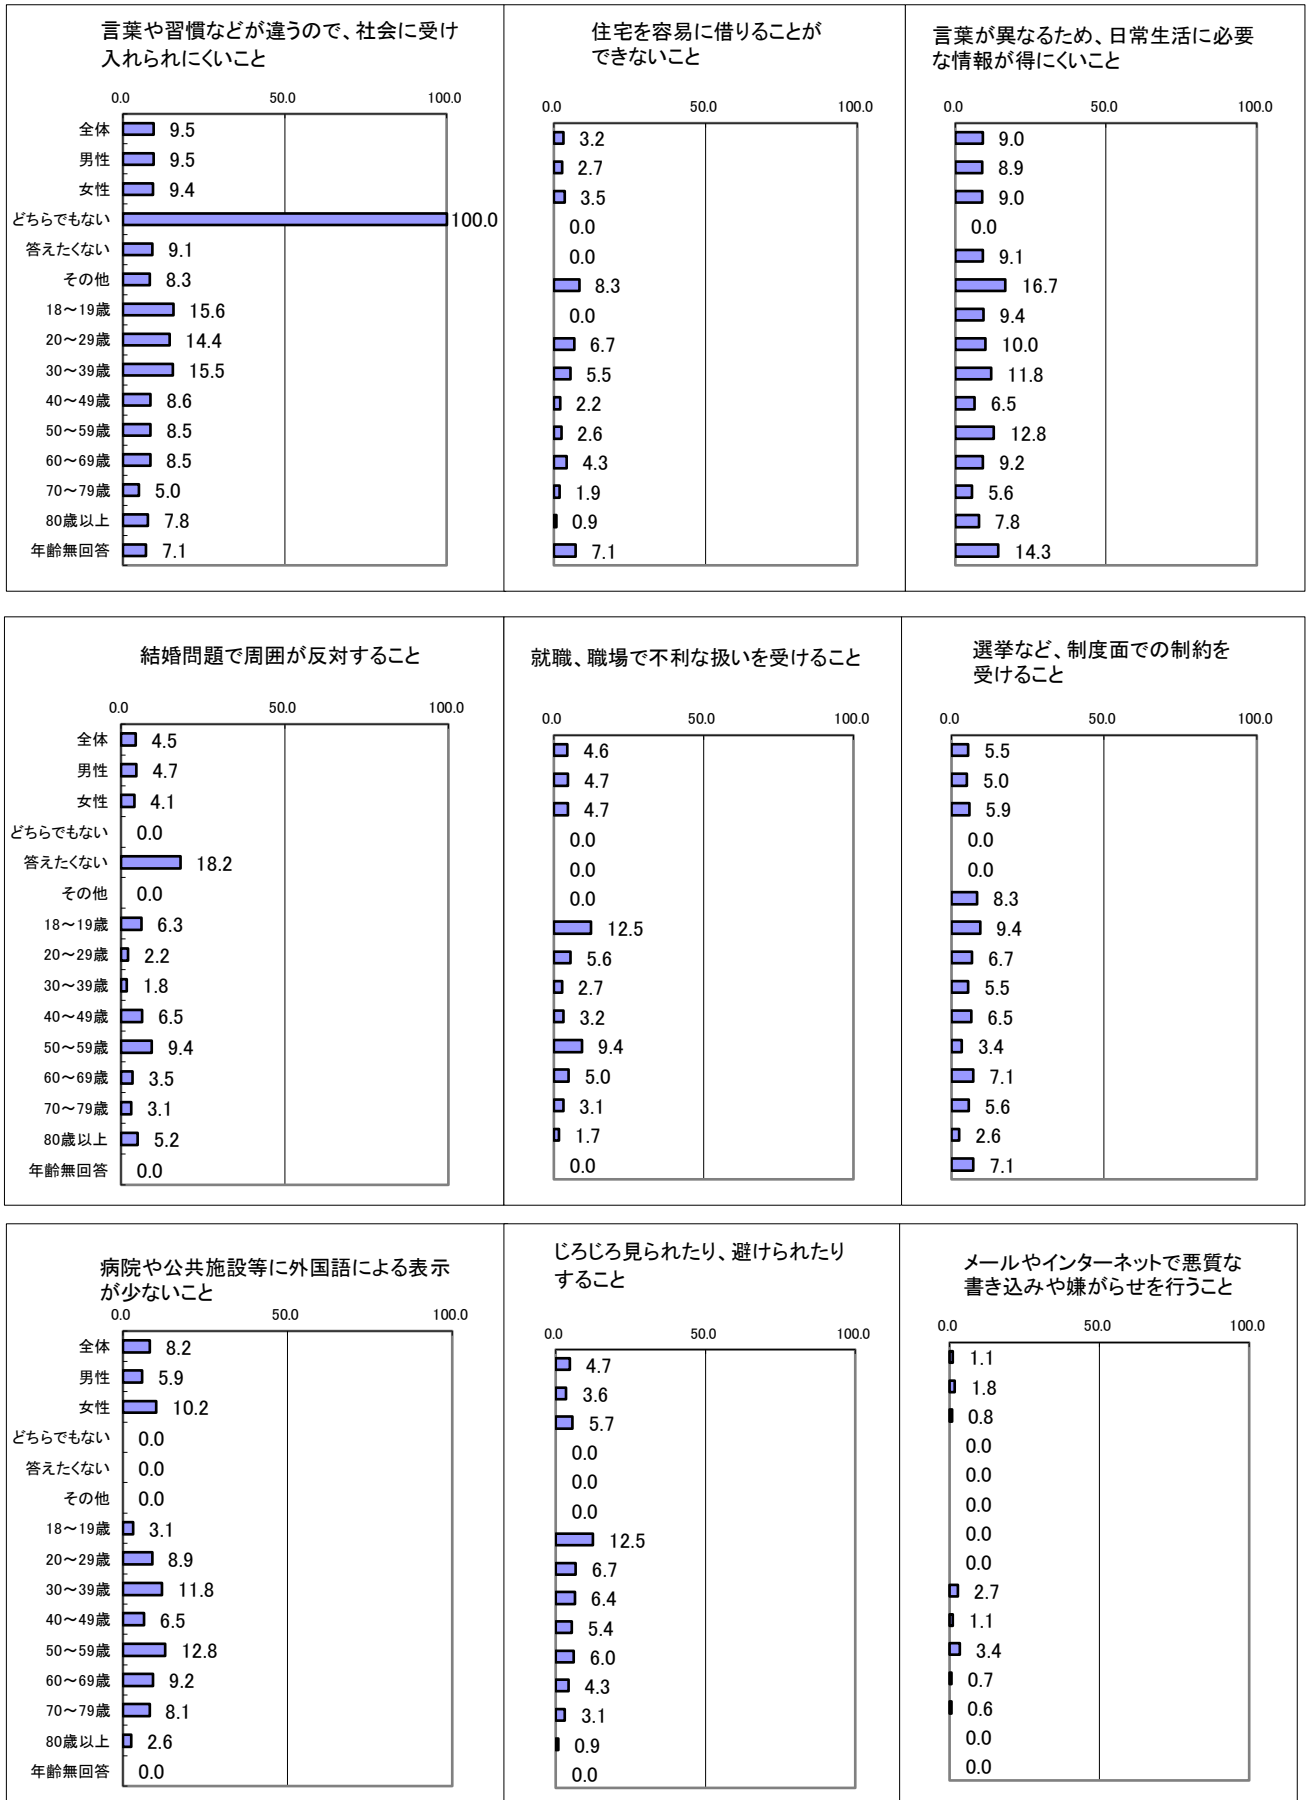 言葉や習慣などが違うので、社会に受け
入れられにくいこと
0.0 50.0 100.0
全体 9.5
男性 9.5
女性 9.4
どちらでもない 100.0
答えたくない 9.1
その他 8.3
18～19歳 15.6
20～29歳 14.4
30～39歳 15.5
40～49歳 8.6
50～59歳 8.5
60～69歳 8.5
70～79歳 5.0
80歳以上 7.8
年齢無回答 7.1
住宅を容易に借りることが
できないこと
0.0 50.0 100.0
3.2
2.7
3.5
0.0
0.0
8.3
0.0
6.7
5.5
2.2
2.6
4.3
1.9
0.9
7.1
言葉が異なるため、日常生活に必要
な情報が得にくいこと
0.0 50.0 100.0
9.0
8.9
9.0
0.0
9.1
16.7
9.4
10.0
11.8
6.5
12.8
9.2
5.6
7.8
14.3
結婚問題で周囲が反対すること
0.0 50.0 100.0
全体 4.5
男性 4.7
女性 4.1
どちらでもない 0.0
答えたくない 18.2
その他 0.0
18～19歳 6.3
20～29歳 2.2
30～39歳 1.8
40～49歳 6.5
50～59歳 9.4
60～69歳 3.5
70～79歳 3.1
80歳以上 5.2
年齢無回答 0.0
就職、職場で不利な扱いを受けること
0.0 50.0 100.0
4.6
4.7
4.7
0.0
0.0
0.0
12.5
5.6
2.7
3.2
9.4
5.0
3.1
1.7
0.0
選挙など、制度面での制約を
受けること
0.0 50.0 100.0
5.5
5.0
5.9
0.0
0.0
8.3
9.4
6.7
5.5
6.5
3.4
7.1
5.6
2.6
7.1
病院や公共施設等に外国語による表示
が少ないこと
0.0 50.0 100.0
全体 8.2
男性 5.9
女性 10.2
どちらでもない 0.0
答えたくない 0.0
その他 0.0
18～19歳 3.1
20～29歳 8.9
30～39歳 11.8
40～49歳 6.5
50～59歳 12.8
60～69歳 9.2
70～79歳 8.1
80歳以上 2.6
年齢無回答 0.0
じろじろ見られたり、避けられたり
すること
0.0 50.0 100.0
4.7
3.6
5.7
0.0
0.0
0.0
12.5
6.7
6.4
5.4
6.0
4.3
3.1
0.9
0.0
メールやインターネットで悪質な
書き込みや嫌がらせを行うこと
0.0 50.0 100.0
1.1
1.8
0.8
0.0
0.0
0.0
0.0
0.0
2.7
1.1
3.4
0.7
0.6
0.0
0.0